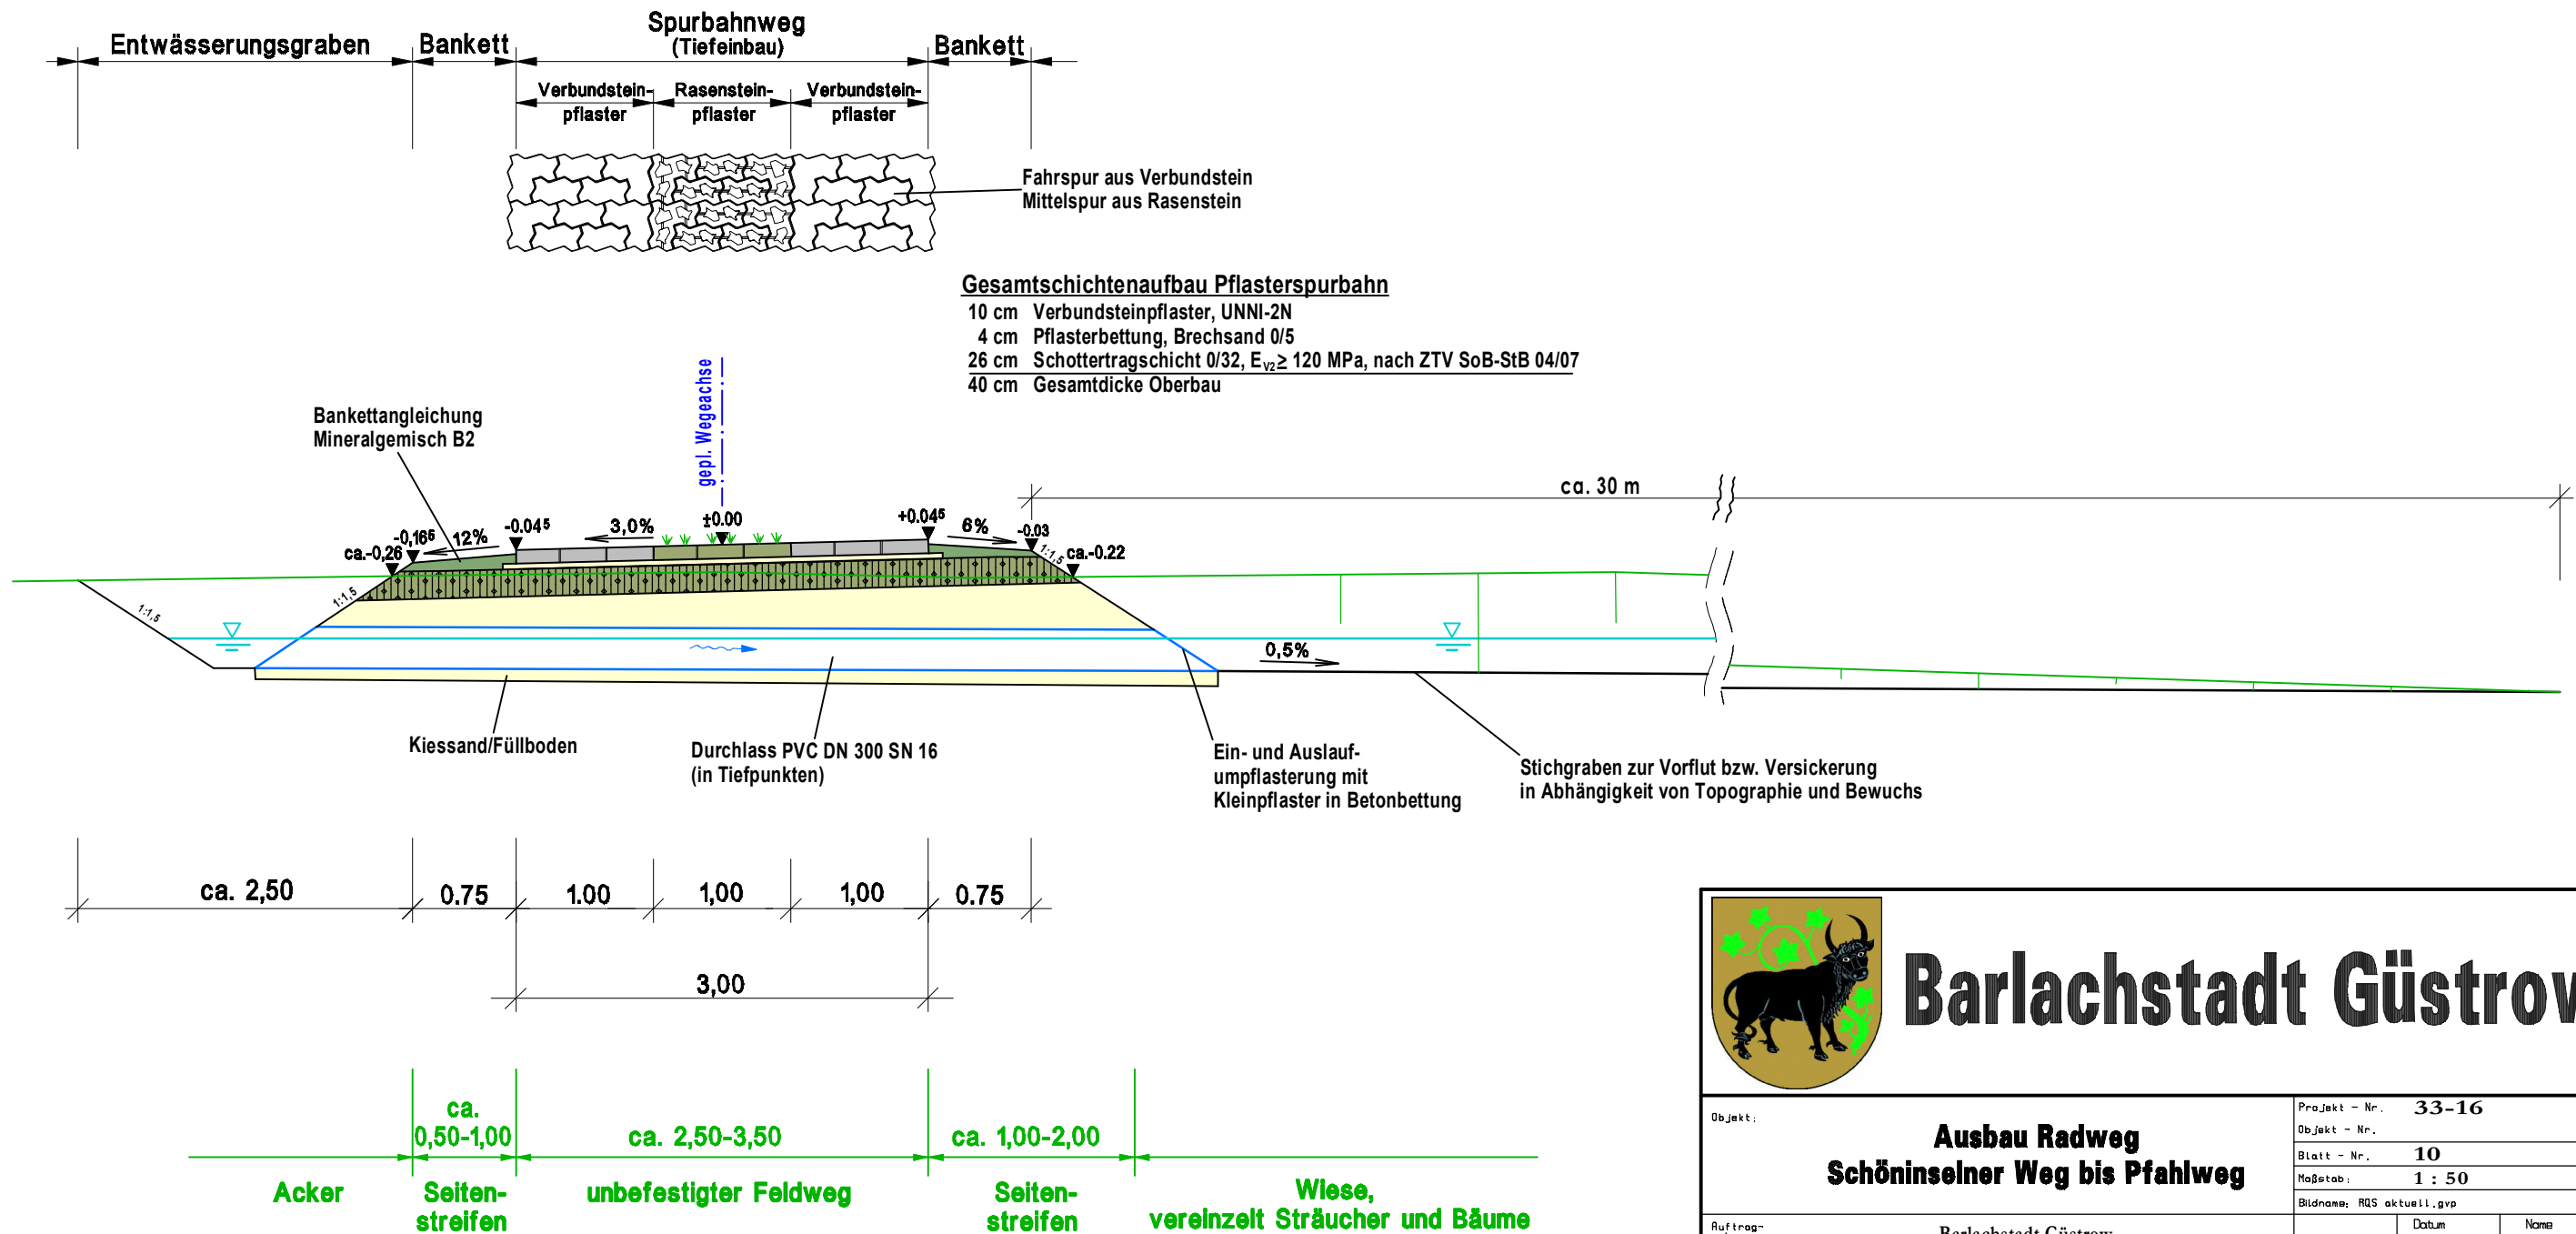 Entwässerungsgraben
Bankett
Spurbahnweg
(Tiefeinbau)
Bankett
Verbundstein-
pflaster
Rasenstein-
pflaster
Verbundstein-
pflaster
Fahrspur aus Verbundstein
Mittelspur aus Rasenstein
Gesamtschichtenaufbau Pflasterspurbahn
10 cm Verbundsteinpflaster, UNNI-2N
4 cm Pflasterbettung, Brechsand 0/5
26 cm Schottertragschicht 0/32, EV2≥ 120 MPa, nach ZTV SoB-StB 04/07
40 cm Gesamtdicke Oberbau
gepl. Wegeachse
Bankettangleichung
Mineralgemisch B2
ca. 30 m
ca.-0,26
-0,16⁵
12%
-0.04⁵
3,0%
±0.00
+0.04⁵
6%
-0.03
1:1,5
ca.-0.22
1:1,5
1:1,5
0,5%
Kiessand/Füllboden
Durchlass PVC DN 300 SN 16
(in Tiefpunkten)
Ein- und Auslauf-
umpflasterung mit
Kleinpflaster in Betonbettung
Stichgraben zur Vorflut bzw. Versickerung
in Abhängigkeit von Topographie und Bewuchs
ca. 2,50
0.75
1.00
1,00
1,00
0.75
3,00
ca.
0,50-1,00
ca. 2,50-3,50
ca. 1,00-2,00
Acker
Seiten-
streifen
unbefestigter Feldweg
Seiten-
streifen
Wiese,
vereinzelt Sträucher und Bäume
Barlachstadt Güstrow
Objekt:
Ausbau Radweg
Schöninselner Weg bis Pfahlweg
Projekt - Nr. 33-16
Objekt - Nr.
Blatt - Nr. 10
Maßstab: 1 : 50
Bildname: RQS aktuell.gvp
Auftrag-
Barlachstadt Güstrow
Datum
Name